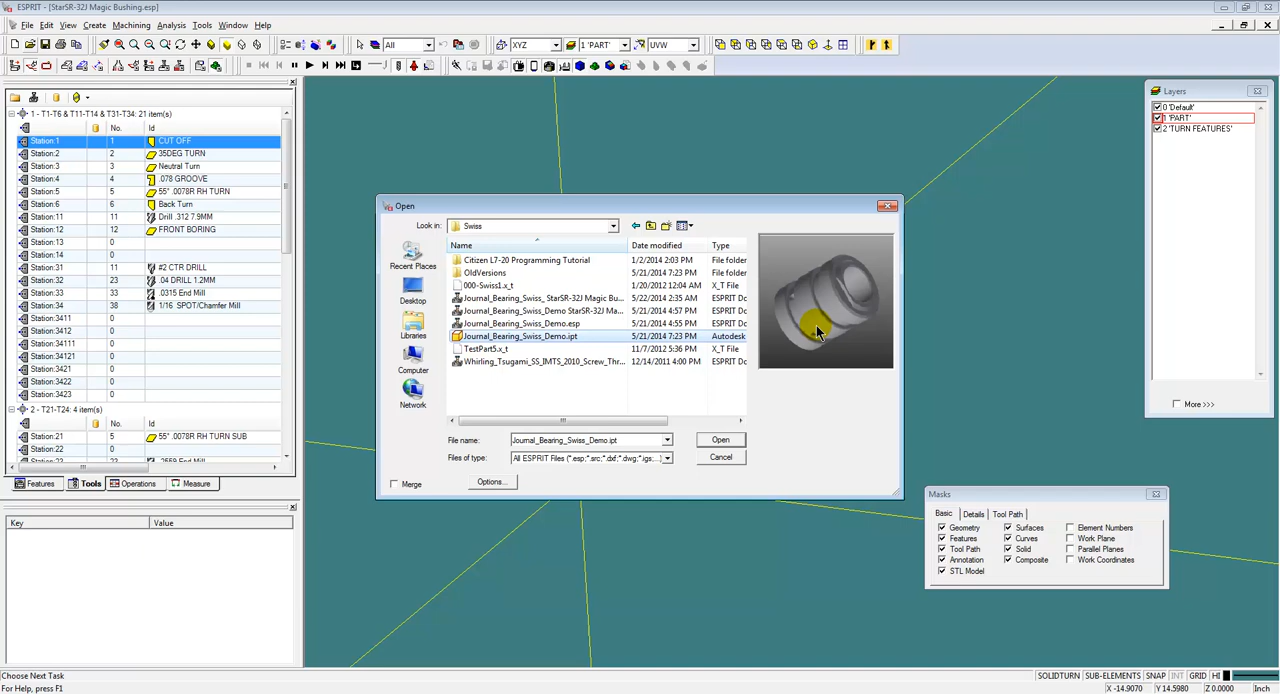 ESPRIT - [StarSR-32J Magic Bushing.esp]
File Edit View Create Machining Analysis Tools Window Help
All XYZ 1 'PART' UVW
1 - T1-T6 & T11-T14 & T31-T34: 21 item(s)
No. Id
Station:1 1 CUT OFF
Station:2 2 35DEG TURN
Station:3 3 Neutral Turn
Station:4 4 .078 GROOVE
Station:5 5 55° .0078R RH TURN
Station:6 6 Back Turn
Station:11 11 Drill .312 7.9MM
Station:12 12 FRONT BORING
Station:13 0
Station:14 0
Station:31 11 #2 CTR DRILL
Station:32 32 .04 DRILL 1.2MM
Station:33 33 .0315 End Mill
Station:34 38 1/16 SPOT/Chamfer Mill
Station:3411 0
Station:3412 0
Station:34111 0
Station:34121 0
Station:3421 0
Station:3422 0
Station:3423 0
2 - T21-T24: 4 item(s)
No. Id
Station:21 5 55° .0078R RH TURN SUB
Station:22 0
Features Tools Operations Measure
Key Value
Open
Look in: Swiss
Recent Places
Desktop
Libraries
Computer
Network
Name Date modified Type
Citizen L7-20 Programming Tutorial 1/2/2014 2:03 PM File folder
OldVersions 5/21/2014 7:23 PM File folder
000-Swiss1.x_t 1/20/2012 12:04 AM X_T File
Journal_Bearing_Swiss_ StarSR-32J Magic Bu... 5/22/2014 2:35 AM ESPRIT Do
Journal_Bearing_Swiss_Demo StarSR-32J Ma... 5/21/2014 4:57 PM ESPRIT Do
Journal_Bearing_Swiss_Demo.esp 5/21/2014 4:55 PM ESPRIT Do
Journal_Bearing_Swiss_Demo.ipt 5/21/2014 7:23 PM Autodesk
TestPart5.x_t 11/7/2012 5:36 PM X_T File
Whirling_Tsugami_SS_IMTS_2010_Screw_Thr... 12/14/2011 4:00 PM ESPRIT Do
File name: Journal_Bearing_Swiss_Demo.ipt Open
Files of type: All ESPRIT Files (*.esp;*.src;*.dxf;*.dwg;*.igs;...) Cancel
Merge Options...
Layers
0 'Default'
1 'PART'
2 'TURN FEATURES'
More >>>
Masks
Basic Details Tool Path
Geometry Surfaces Element Numbers
Features Curves Work Plane
Tool Path Solid Parallel Planes
Annotation Composite Work Coordinates
STL Model
Choose Next Task
SOLIDTURN SUB-ELEMENTS SNAP INT GRID HI
For Help, press F1
X -14.9070 Y 14.5980 Z 0.0000 Inch